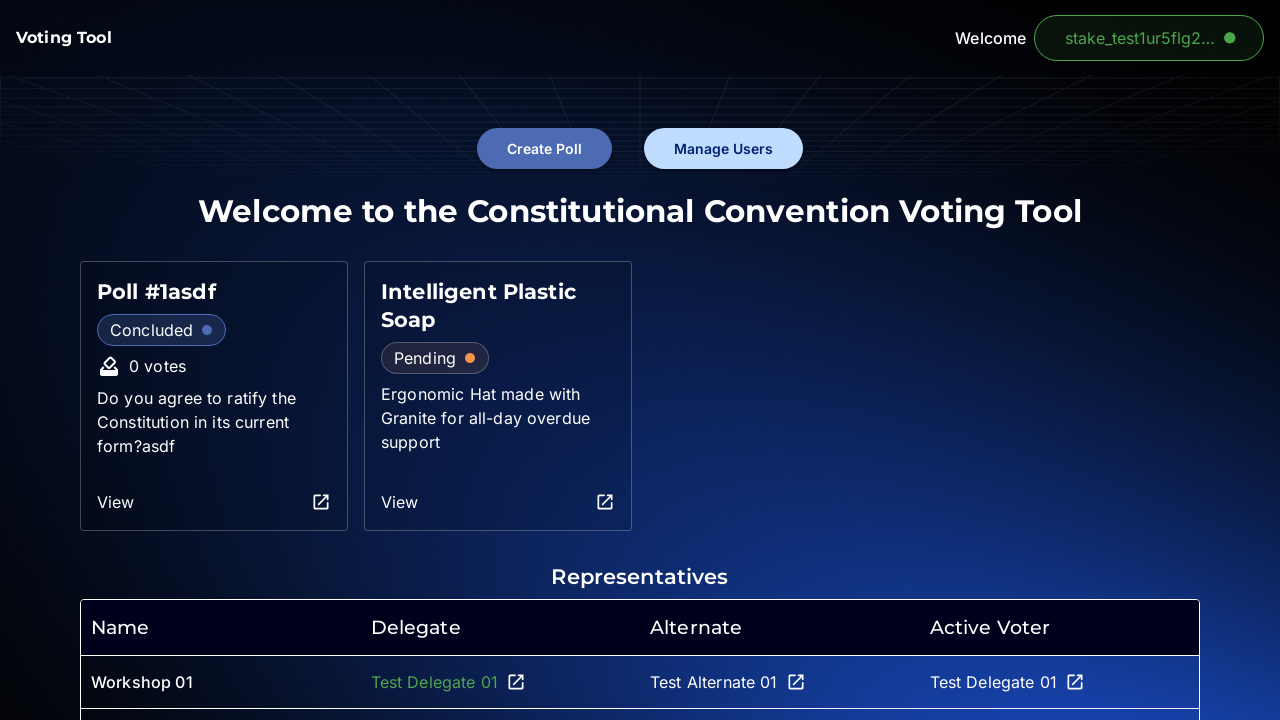 Voting Tool
Welcome
stake_test1ur5flg2...
Create Poll
Manage Users
Welcome to the Constitutional Convention Voting Tool
Poll #1asdf
Concluded
0 votes
Do you agree to ratify the
Constitution in its current
form?asdf
View
Intelligent Plastic
Soap
Pending
Ergonomic Hat made with
Granite for all-day overdue
support
View
Representatives
Name Delegate Alternate Active Voter
Workshop 01 Test Delegate 01 Test Alternate 01 Test Delegate 01